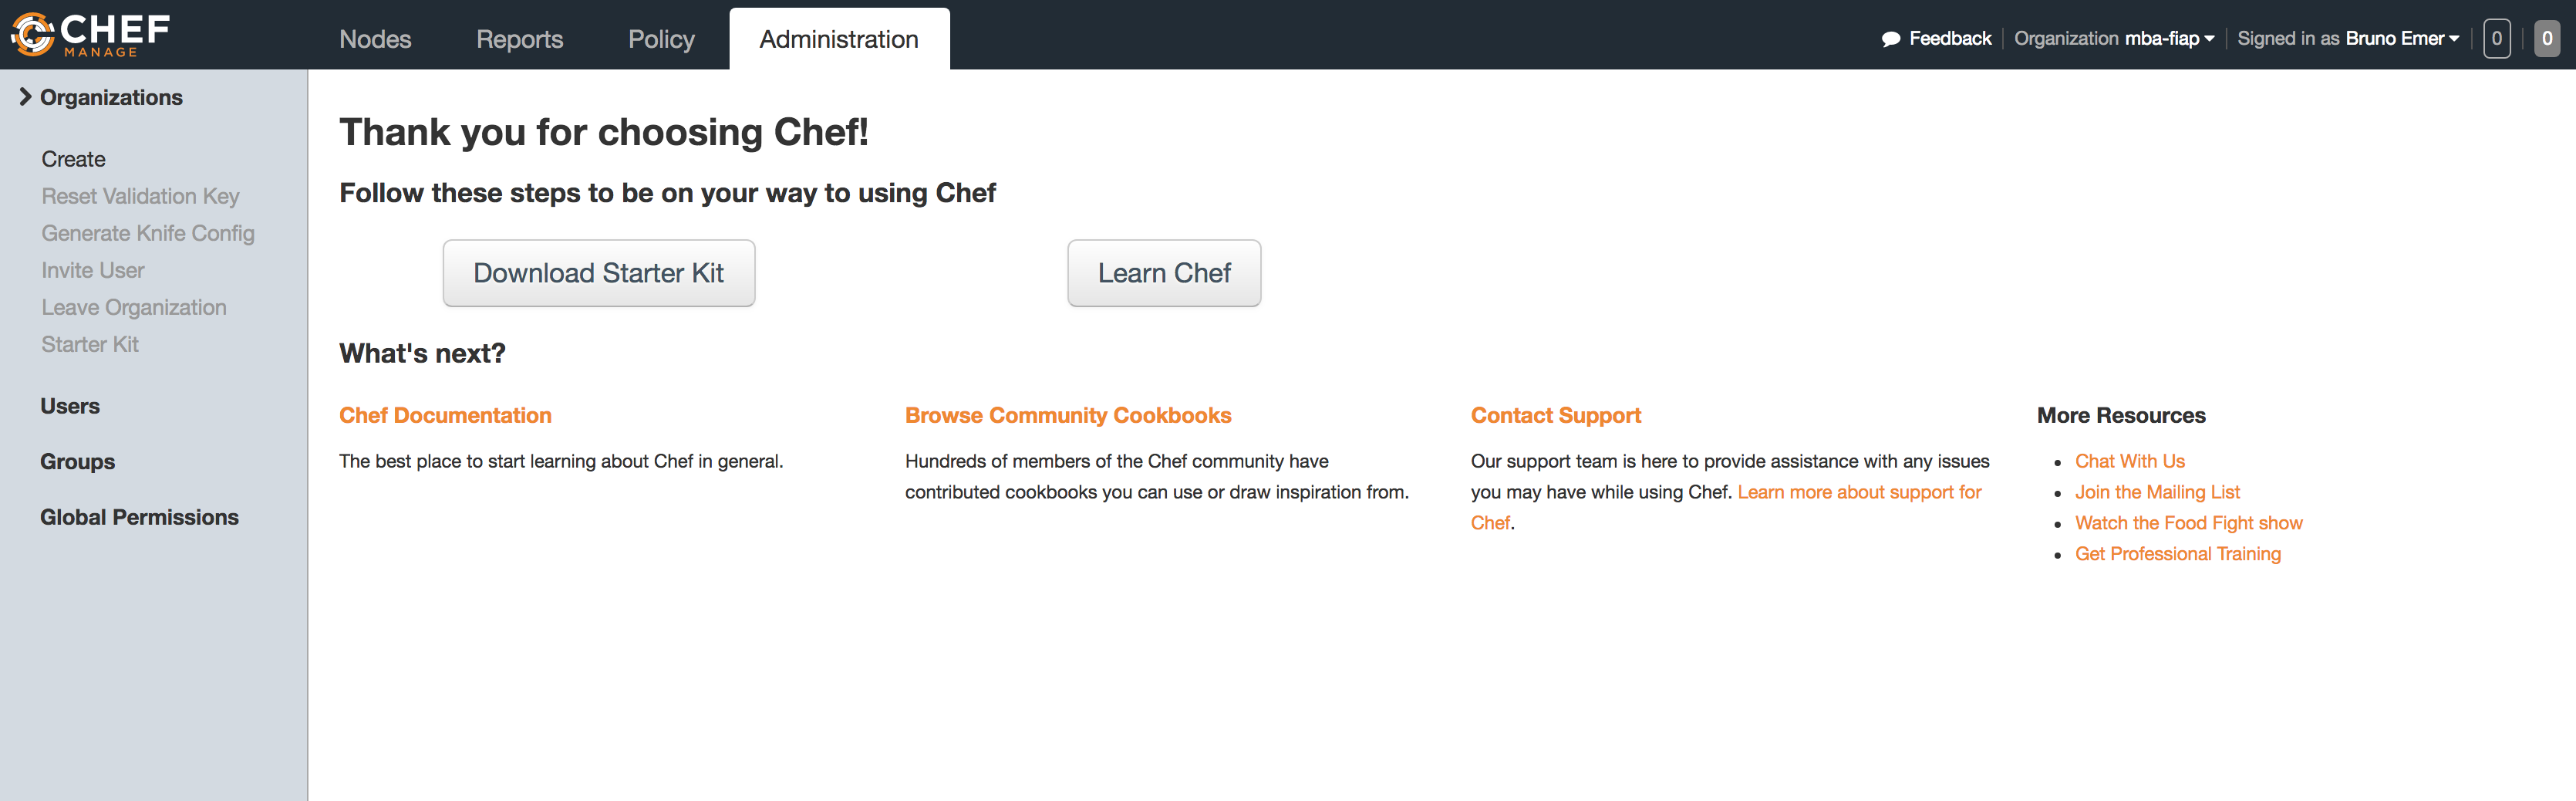 CHEF
MANAGE
Nodes Reports Policy Administration
Feedback Organization mba-fiap Signed in as Bruno Emer 0 0
Organizations
Create
Reset Validation Key
Generate Knife Config
Invite User
Leave Organization
Starter Kit
Users
Groups
Global Permissions
Thank you for choosing Chef!
Follow these steps to be on your way to using Chef
Download Starter Kit
Learn Chef
What's next?
Chef Documentation
The best place to start learning about Chef in general.
Browse Community Cookbooks
Hundreds of members of the Chef community have
contributed cookbooks you can use or draw inspiration from.
Contact Support
Our support team is here to provide assistance with any issues
you may have while using Chef. Learn more about support for
Chef.
More Resources
Chat With Us
Join the Mailing List
Watch the Food Fight show
Get Professional Training